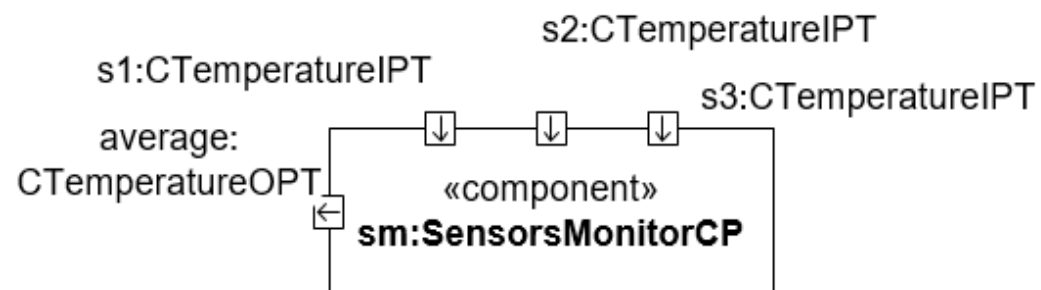 s2:CTemperatureIPT
s1:CTemperatureIPT
s3:CTemperatureIPT
average:
CTemperatureOPT
«component»
sm:SensorsMonitorCP